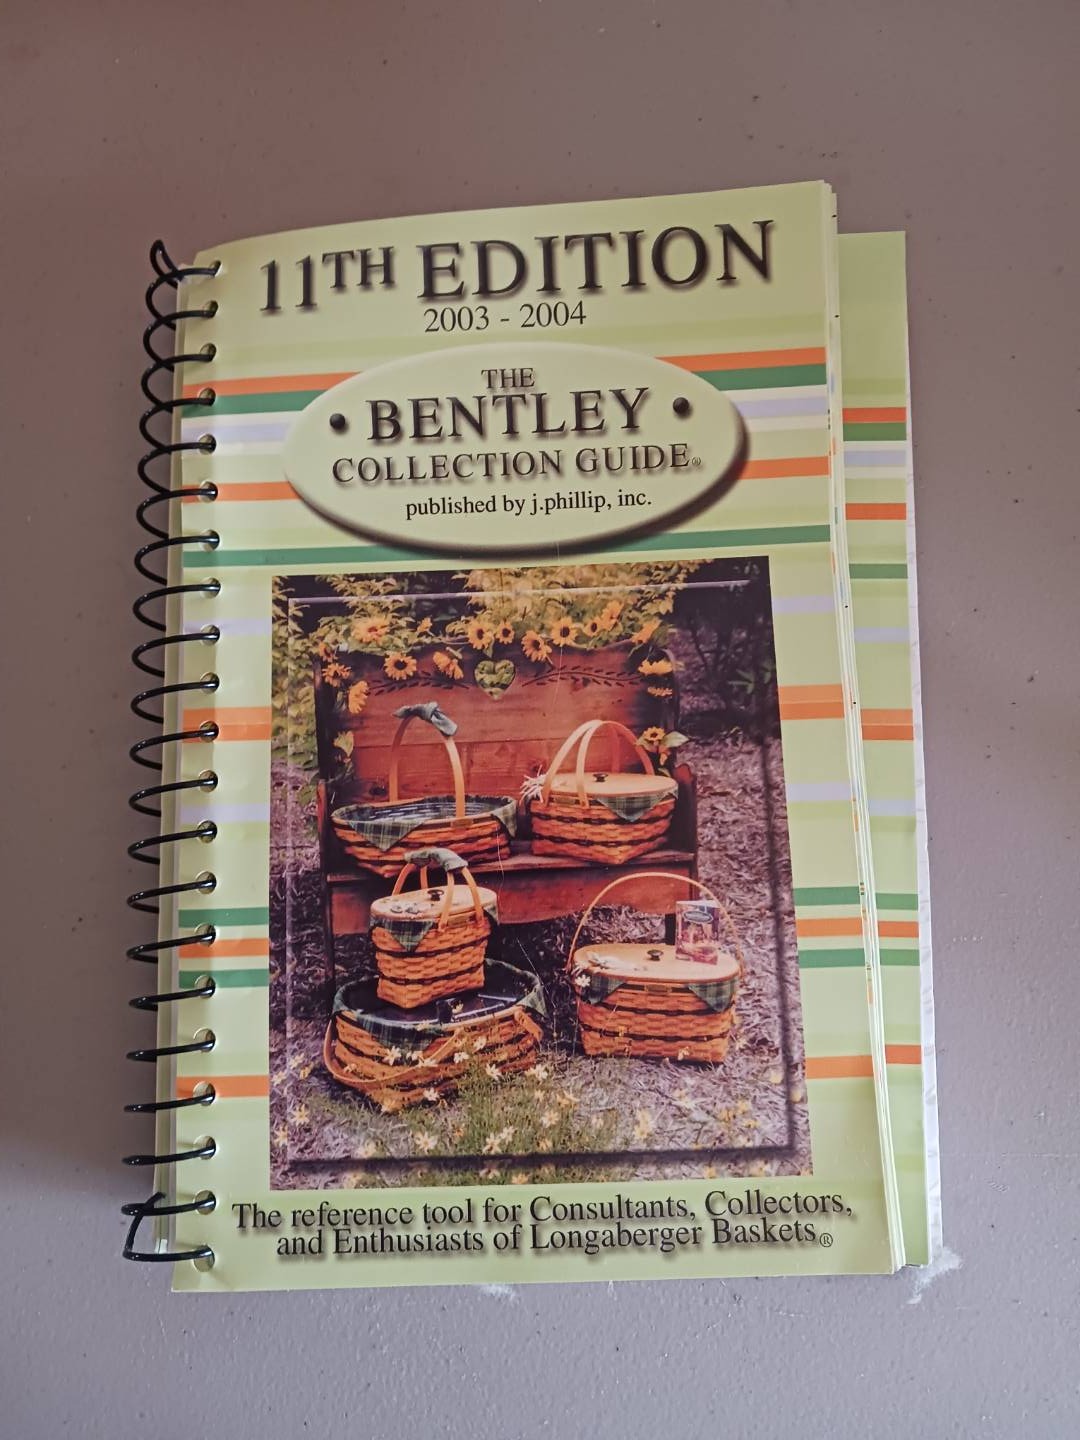 11TH EDITION
2003 - 2004
THE
• BENTLEY •
COLLECTION GUIDE®
published by j.phillip, inc.
The reference tool for Consultants, Collectors,
and Enthusiasts of Longaberger Baskets®